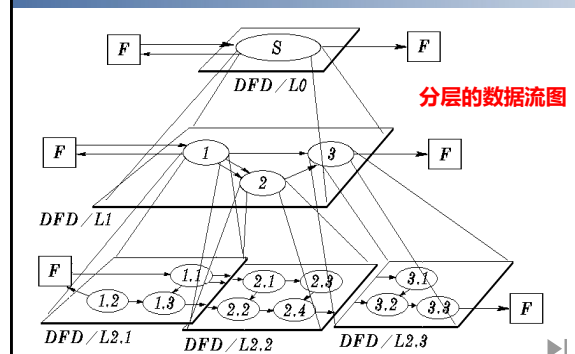 F S F
DFD/L0
分层的数据流图
F 1 3 F
2
DFD/L1
F 1.1 2.1 2.3 3.1
1.2 1.3 2.2 2.4 3.2 3.3 F
DFD/L2.1 DFD/L2.2 DFD/L2.3